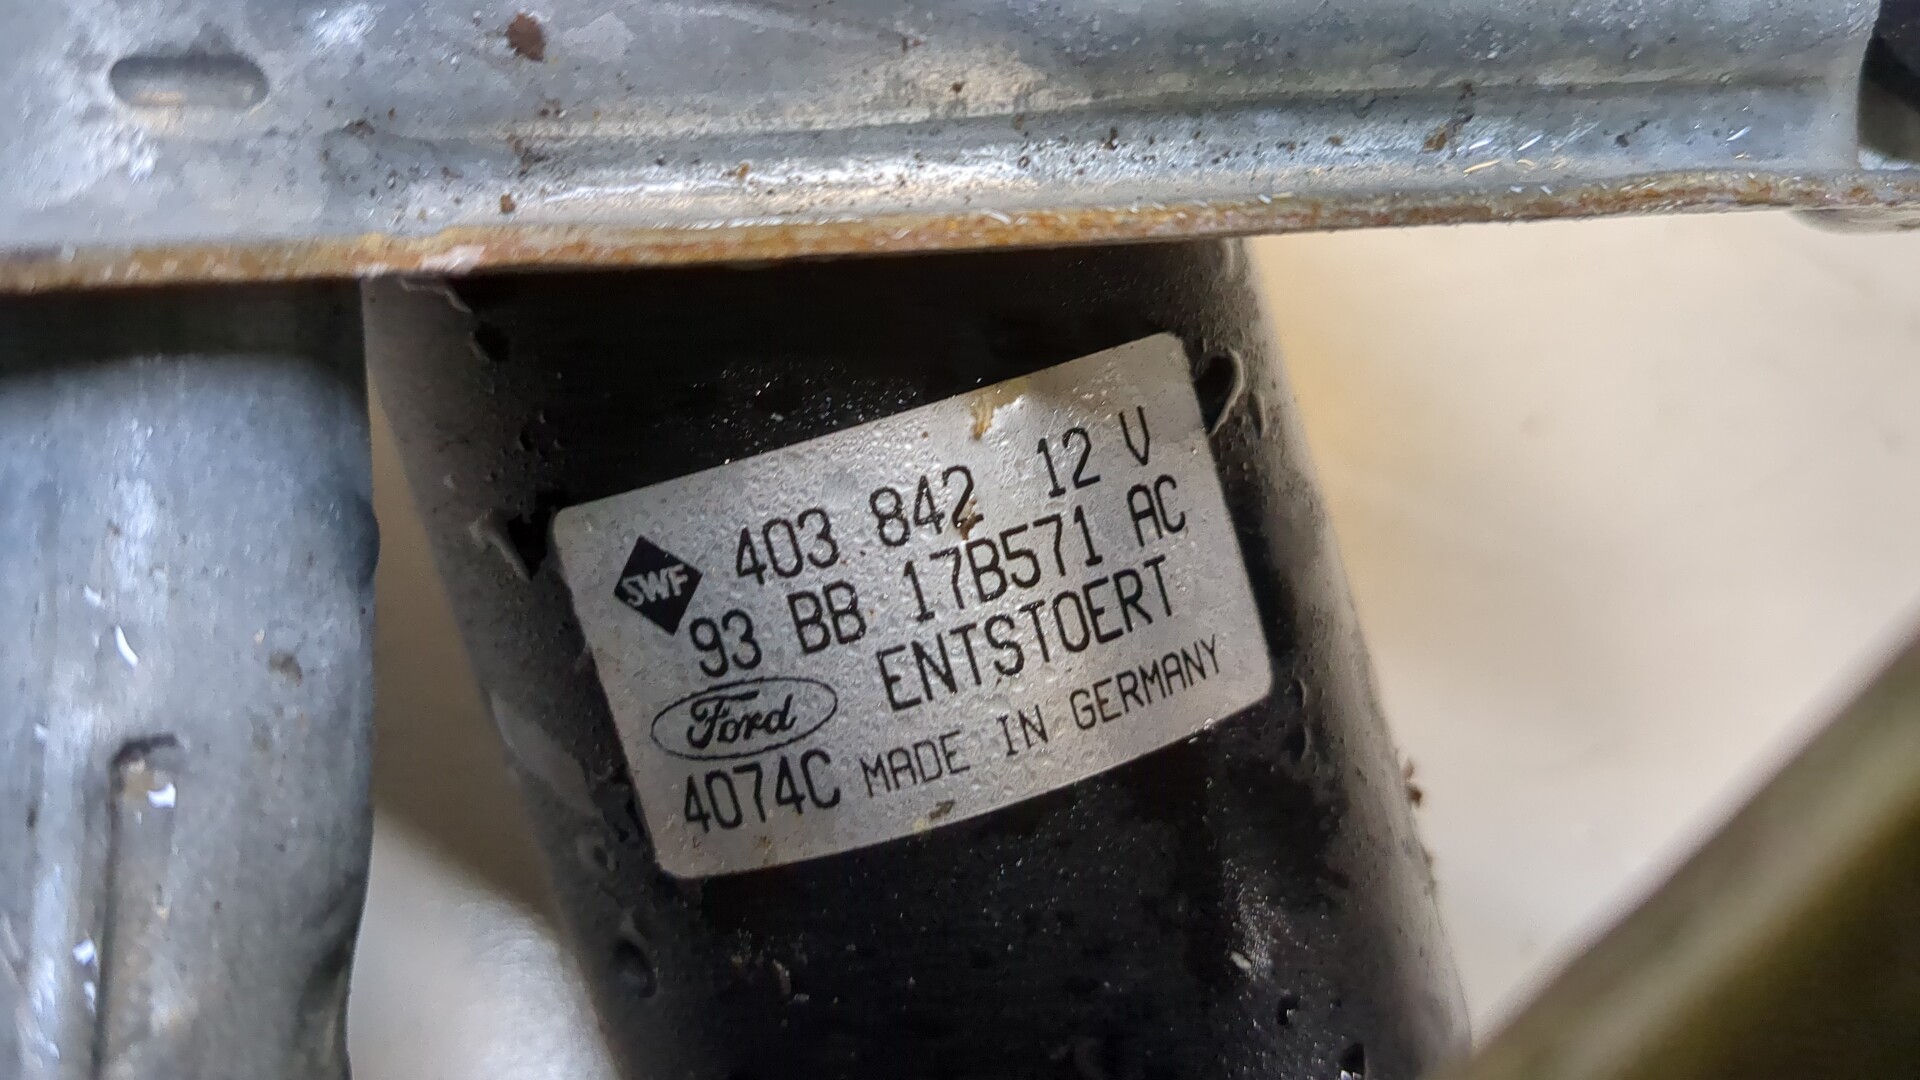 SWF 403 842 12 V
93 BB 17B571 AC
Ford ENTSTOERT
4074C MADE IN GERMANY